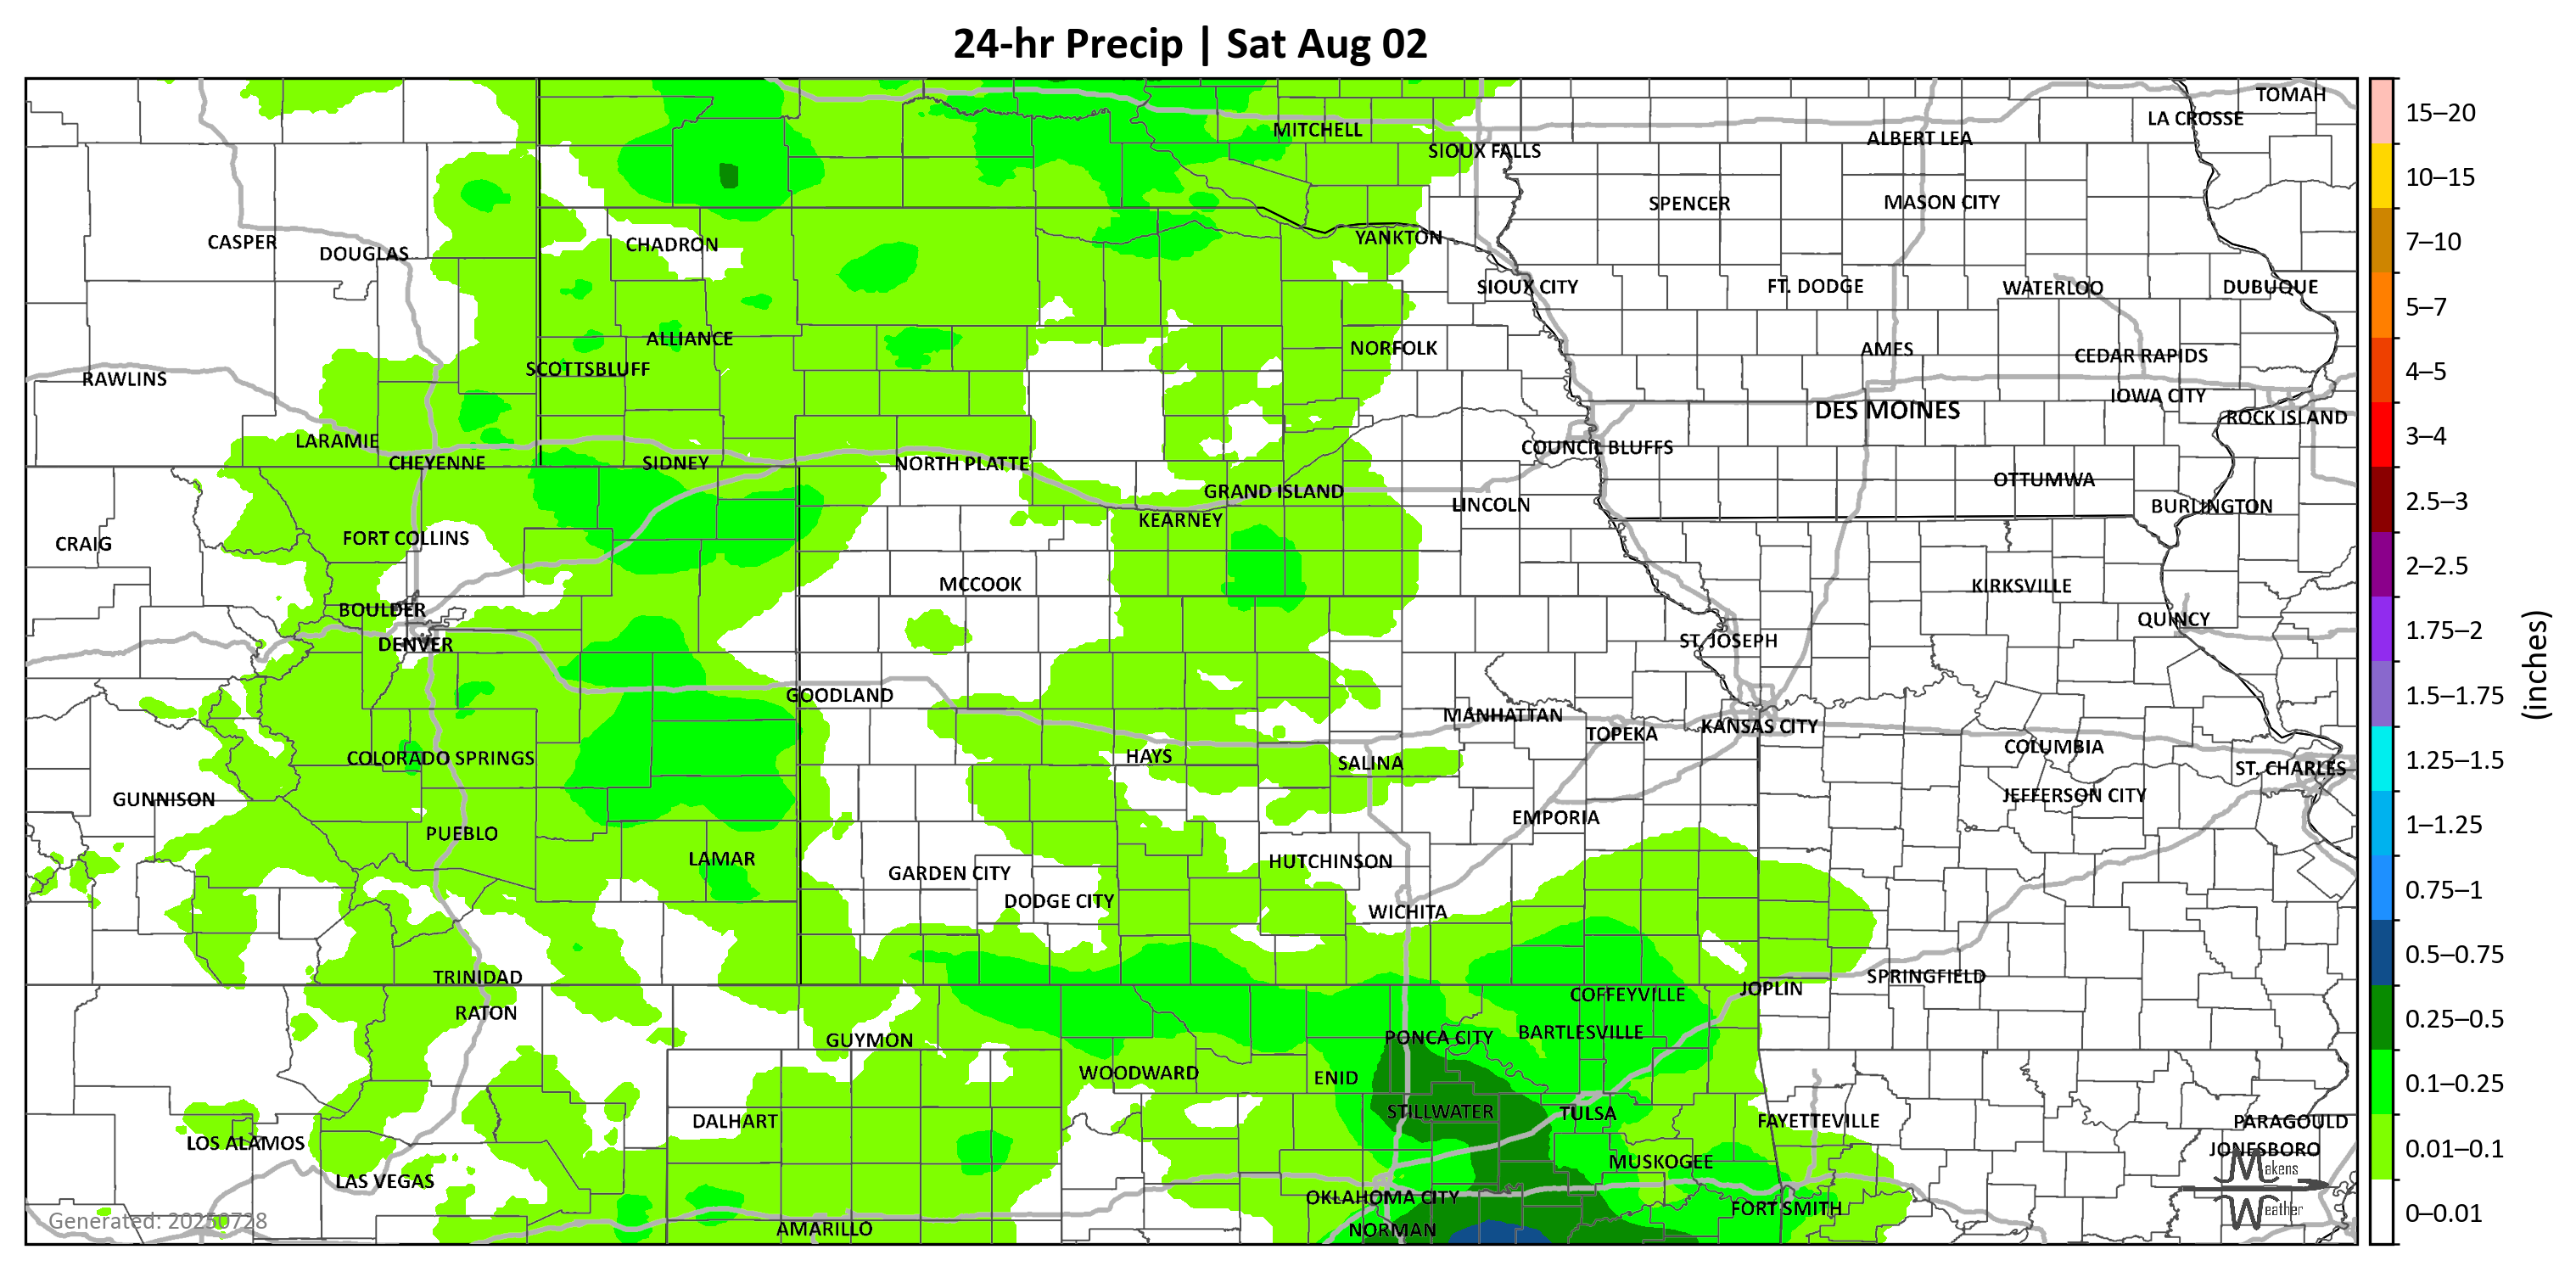 24-hr Precip | Sat Aug 02
TOMAH
LA CROSSE
MITCHELL
ALBERT LEA
SIOUX FALLS
SPENCER
MASON CITY
CASPER
DOUGLAS
CHADRON
YANKTON
SIOUX CITY
FT. DODGE
WATERLOO
DUBUQUE
ALLIANCE
NORFOLK
AMES
CEDAR RAPIDS
SCOTTSBLUFF
RAWLINS
IOWA CITY
DES MOINES
ROCK ISLAND
LARAMIE
COUNCIL BLUFFS
CHEYENNE
SIDNEY
NORTH PLATTE
OTTUMWA
GRAND ISLAND
LINCOLN
BURLINGTON
KEARNEY
CRAIG
FORT COLLINS
MCCOOK
KIRKSVILLE
BOULDER
QUINCY
DENVER
ST. JOSEPH
GOODLAND
MANHATTAN
TOPEKA
KANSAS CITY
COLUMBIA
COLORADO SPRINGS
HAYS
SALINA
ST. CHARLES
GUNNISON
JEFFERSON CITY
EMPORIA
PUEBLO
LAMAR
HUTCHINSON
GARDEN CITY
DODGE CITY
WICHITA
TRINIDAD
SPRINGFIELD
JOPLIN
COFFEYVILLE
RATON
GUYMON
PONCA CITY
BARTLESVILLE
WOODWARD
ENID
STILLWATER
TULSA
DALHART
FAYETTEVILLE
PARAGOULD
LOS ALAMOS
JONESBORO
MUSKOGEE
LAS VEGAS
OKLAHOMA CITY
FORT SMITH
AMARILLO
NORMAN
Makens
Weather
Generated: 20250728
15–20
10–15
7–10
5–7
4–5
3–4
2.5–3
2–2.5
1.75–2
1.5–1.75
1.25–1.5
1–1.25
0.75–1
0.5–0.75
0.25–0.5
0.1–0.25
0.01–0.1
0–0.01
(inches)